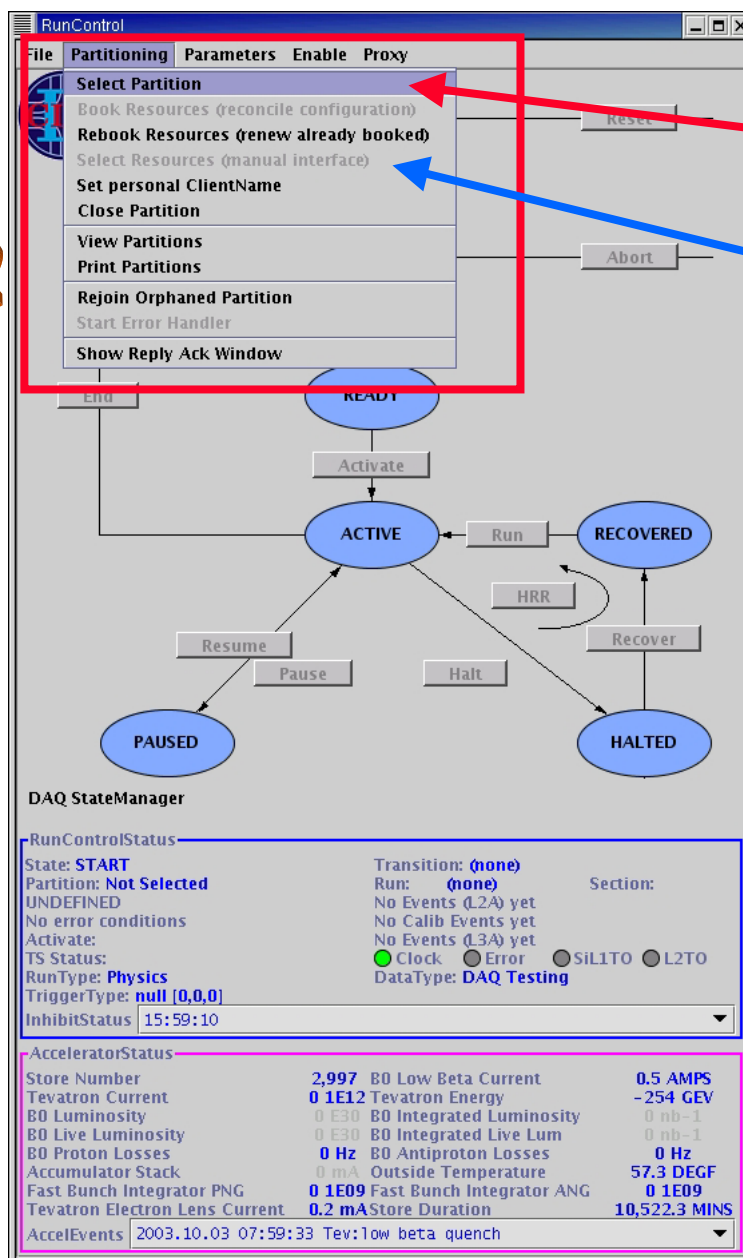 RunControl
File Partitioning Parameters Enable Proxy
Select Partition
Book Resources (reconcile configuration)
Rebook Resources (renew already booked)
Select Resources (manual interface)
Set personal ClientName
Close Partition
View Partitions
Print Partitions
Rejoin Orphaned Partition
Start Error Handler
Show Reply Ack Window
Reset
Abort
End
READY
Activate
ACTIVE
Run
RECOVERED
HRR
Resume
Recover
Pause
Halt
PAUSED
HALTED
DAQ StateManager
RunControlStatus
State: START Transition: (none)
Partition: Not Selected Run: (none) Section:
UNDEFINED No Events (L2A) yet
No error conditions No Calib Events yet
Activate: No Events (L3A) yet
TS Status: Clock Error SiL1TO L2TO
RunType: Physics DataType: DAQ Testing
TriggerType: null [0,0,0]
InhibitStatus 15:59:10
AcceleratorStatus
Store Number 2,997 B0 Low Beta Current 0.5 AMPS
Tevatron Current 0 1E12 Tevatron Energy -254 GEV
B0 Luminosity 0 E30 B0 Integrated Luminosity 0 nb-1
B0 Live Luminosity 0 E30 B0 Integrated Live Lum 0 nb-1
B0 Proton Losses 0 Hz B0 Antiproton Losses 0 Hz
Accumulator Stack 0 mA Outside Temperature 57.3 DEGF
Fast Bunch Integrator PNG 0 1E09 Fast Bunch Integrator ANG 0 1E09
Tevatron Electron Lens Current 0.2 mA Store Duration 10,522.3 MINS
AccelEvents 2003.10.03 07:59:33 Tev:low beta quench